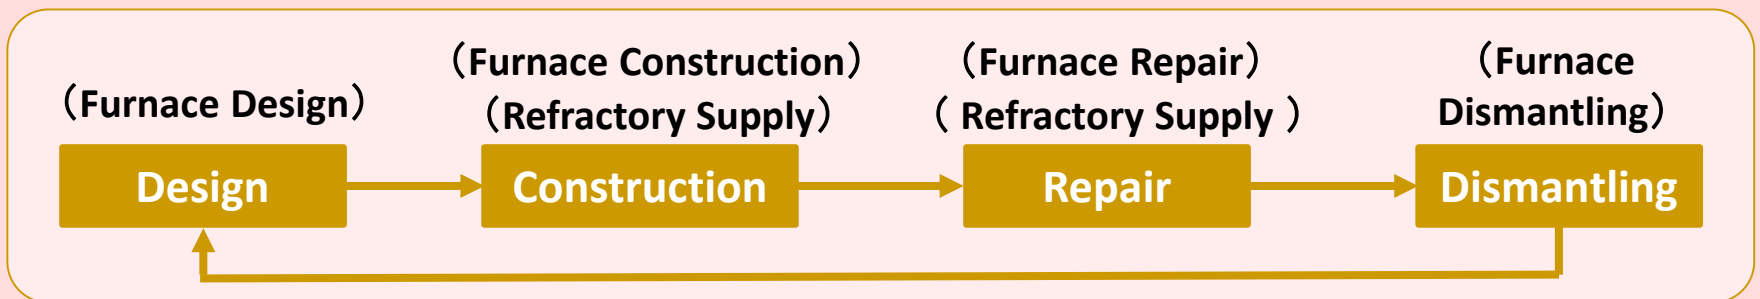 （Furnace Design）
（Furnace Construction）
（Refractory Supply）
（Furnace Repair）
（ Refractory Supply ）
（Furnace
Dismantling）
Design
Construction
Repair
Dismantling